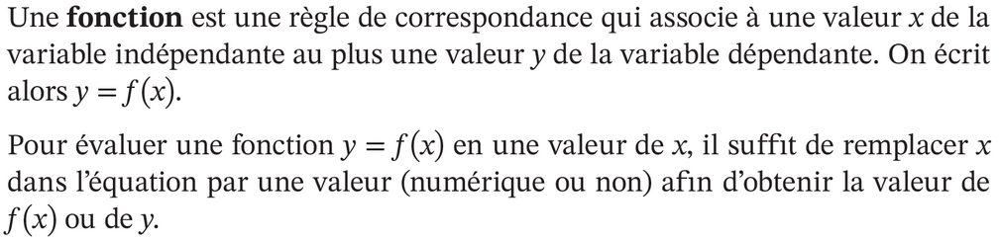 Une fonction est une règle de correspondance qui associe à une valeur x de la
variable indépendante au plus une valeur y de la variable dépendante. On écrit
alors y = f(x).
Pour évaluer une fonction y = f(x) en une valeur de x, il suffit de remplacer x
dans l’équation par une valeur (numérique ou non) afin d’obtenir la valeur de
f(x) ou de y.